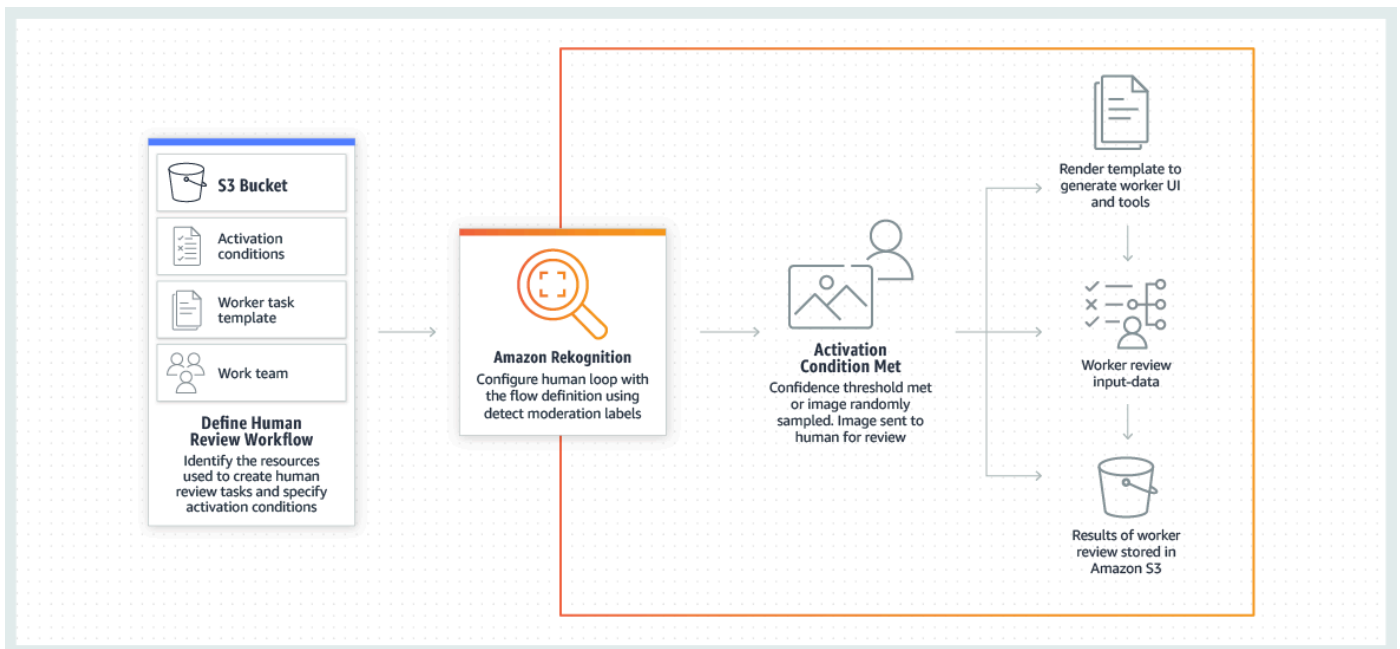 S3 Bucket
Activation
conditions
Worker task
template
Work team
Define Human
Review Workflow
Identify the resources
used to create human
review tasks and specify
activation conditions
Amazon Rekognition
Configure human loop with
the flow definition using
detect moderation labels
Activation
Condition Met
Confidence threshold met
or image randomly
sampled. Image sent to
human for review
Render template to
generate worker UI
and tools
Worker review
input-data
Results of worker
review stored in
Amazon S3